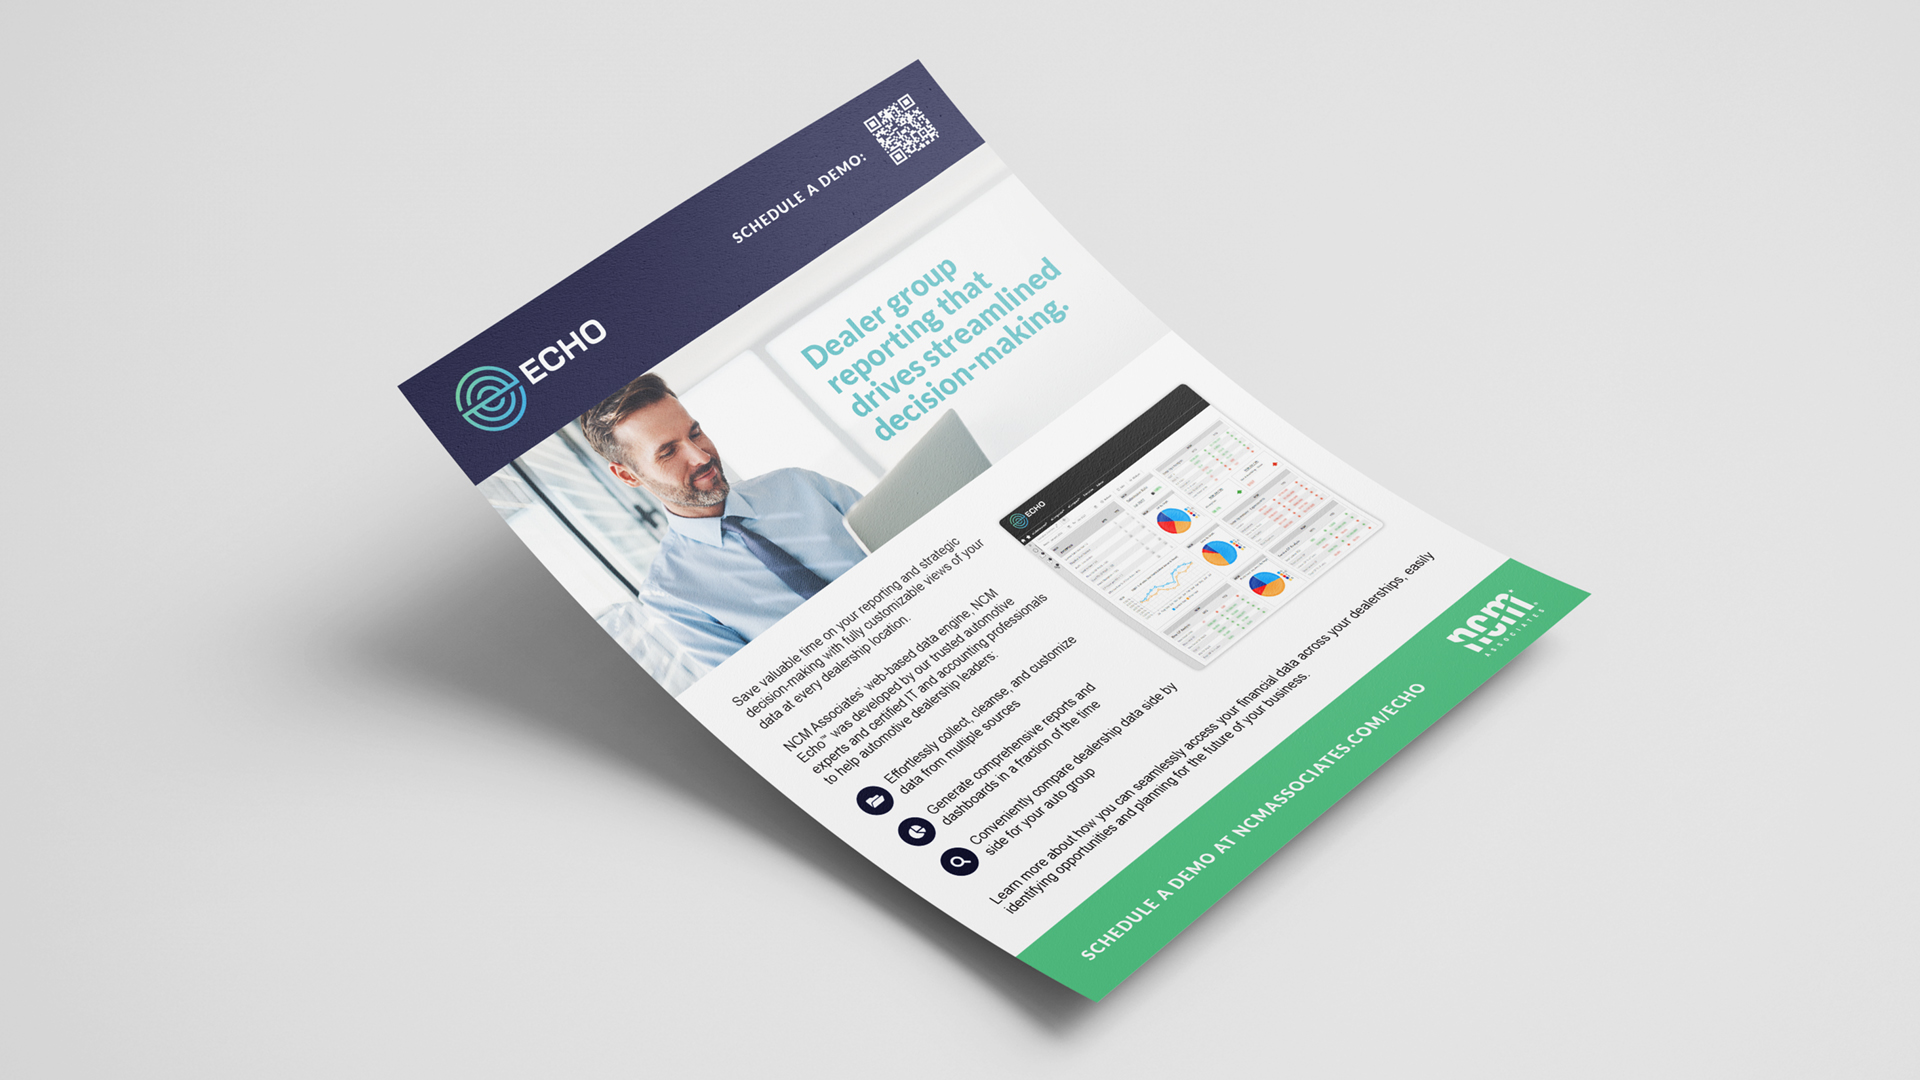 SCHEDULE A DEMO:
ECHO
Dealer group
reporting that
drives streamlined
decision-making.
Save valuable time on your reporting and strategic
decision-making with fully customizable views of your
data at every dealership location.
NCM Associates' web-based data engine, NCM
Echo™ was developed by our trusted automotive
experts and certified IT and accounting professionals
to help automotive dealership leaders:
Effortlessly collect, cleanse, and customize
data from multiple sources
Generate comprehensive reports and
dashboards in a fraction of the time
Conveniently compare dealership data side by
side for your auto group
ECHO
Learn more about how you can seamlessly access your financial data across your dealerships, easily
identifying opportunities and planning for the future of your business.
SCHEDULE A DEMO AT NCMASSOCIATES.COM/ECHO
ncm
ASSOCIATES